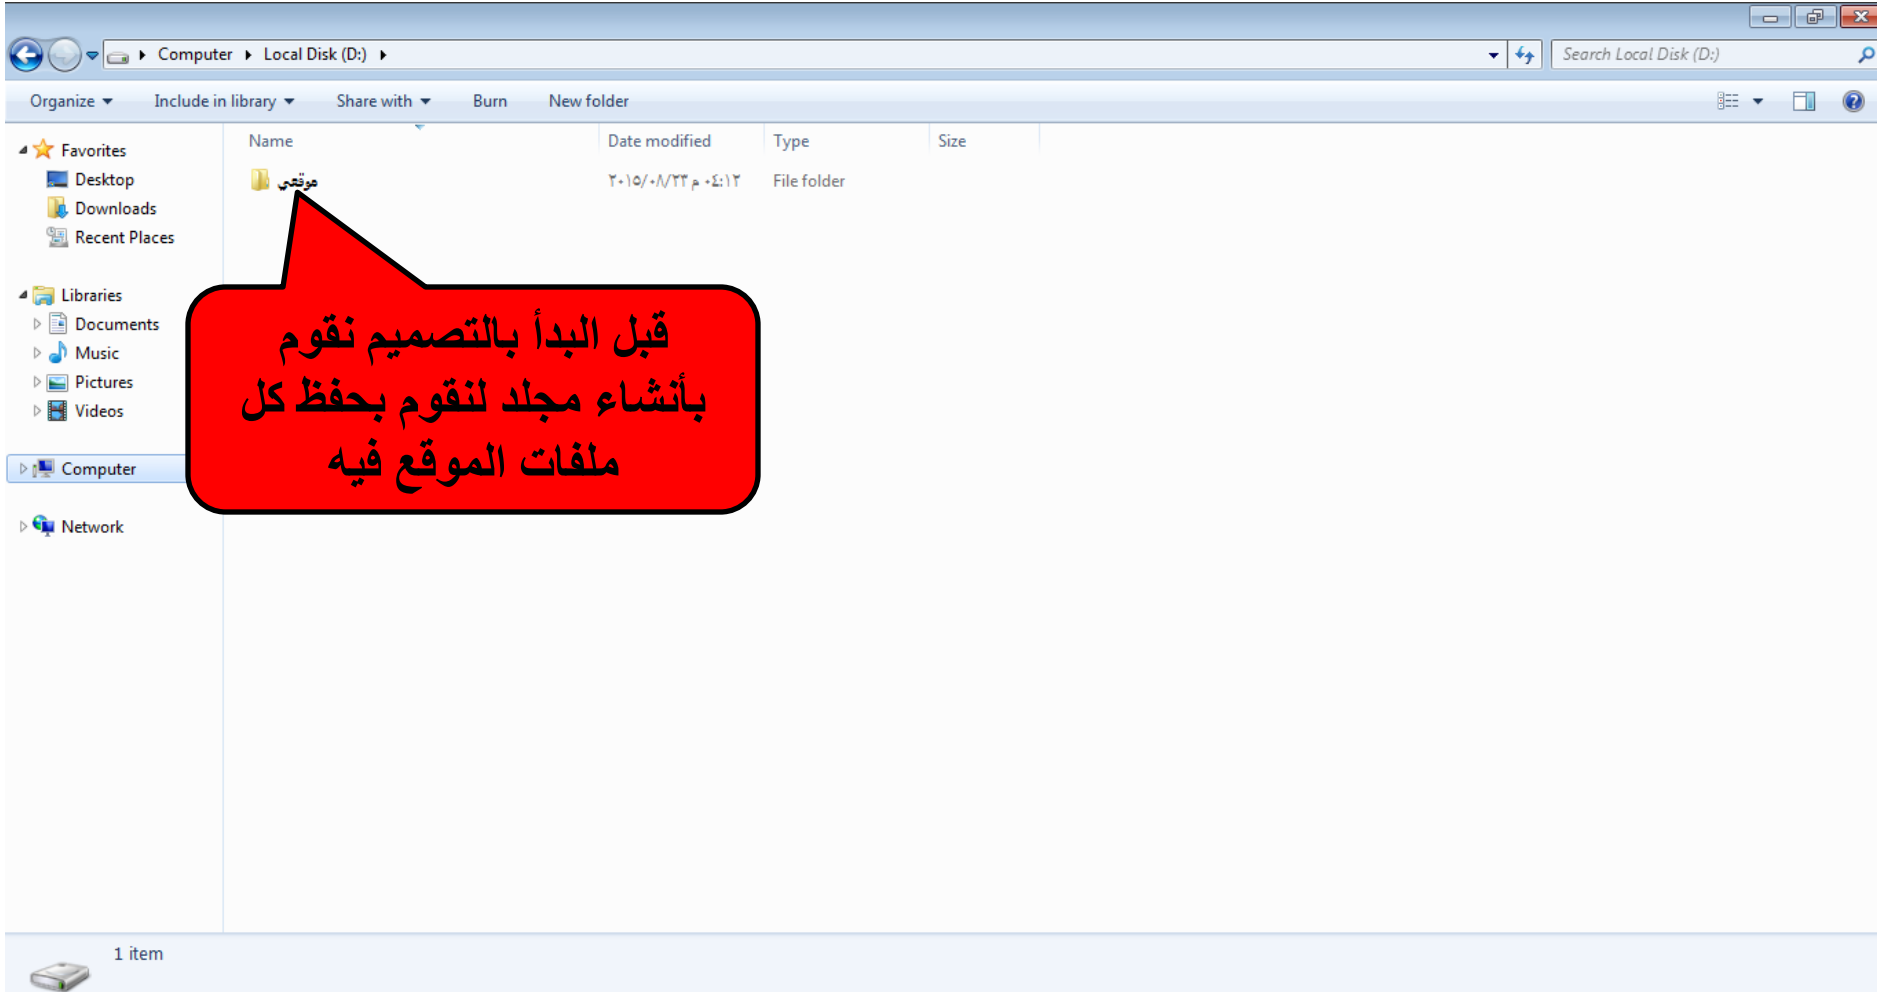 Computer ▸ Local Disk (D:) ▸
Search Local Disk (D:)
Organize Include in library Share with Burn New folder
Name Date modified Type Size
موقعي ٢٠١٥/٠٨/٢٣ م ٠٤:١٢ File folder
Favorites
Desktop
Downloads
Recent Places
Libraries
Documents
Music
Pictures
Videos
Computer
Network
قبل البدأ بالتصميم نقوم
بأنشاء مجلد لنقوم بحفظ كل
ملفات الموقع فيه
1 item